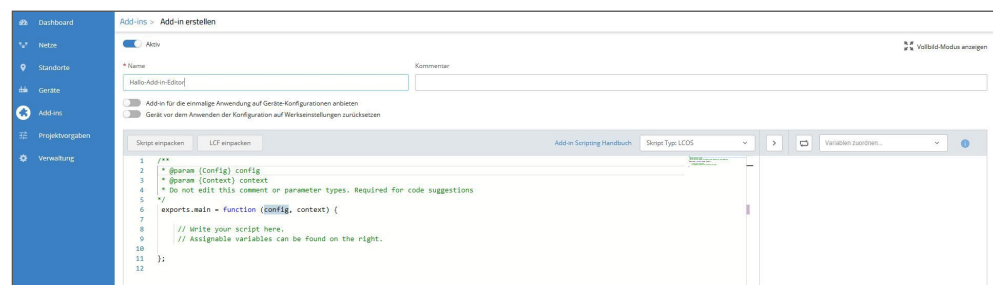 Dashboard
Netze
Standorte
Geräte
Add-ins
Projektvorgaben
Verwaltung
Add-ins > Add-in erstellen
Aktiv
Vollbild-Modus anzeigen
* Name
Kommentar
Hallo-Add-in-Editor
Add-in für die einmalige Anwendung auf Geräte-Konfigurationen anbieten
Gerät vor dem Anwenden der Konfiguration auf Werkseinstellungen zurücksetzen
Skript einpacken
LCF einpacken
Add-in Scripting Handbuch
Skript Typ: LCOS
Variablen zuordnen...
1 /**
2 * @param {Config} config
3 * @param {Context} context
4 * Do not edit this comment or parameter types. Required for code suggestions
5 */
6 exports.main = function (config, context) {
7
8 // Write your script here.
9 // Assignable variables can be found on the right.
10
11 };
12